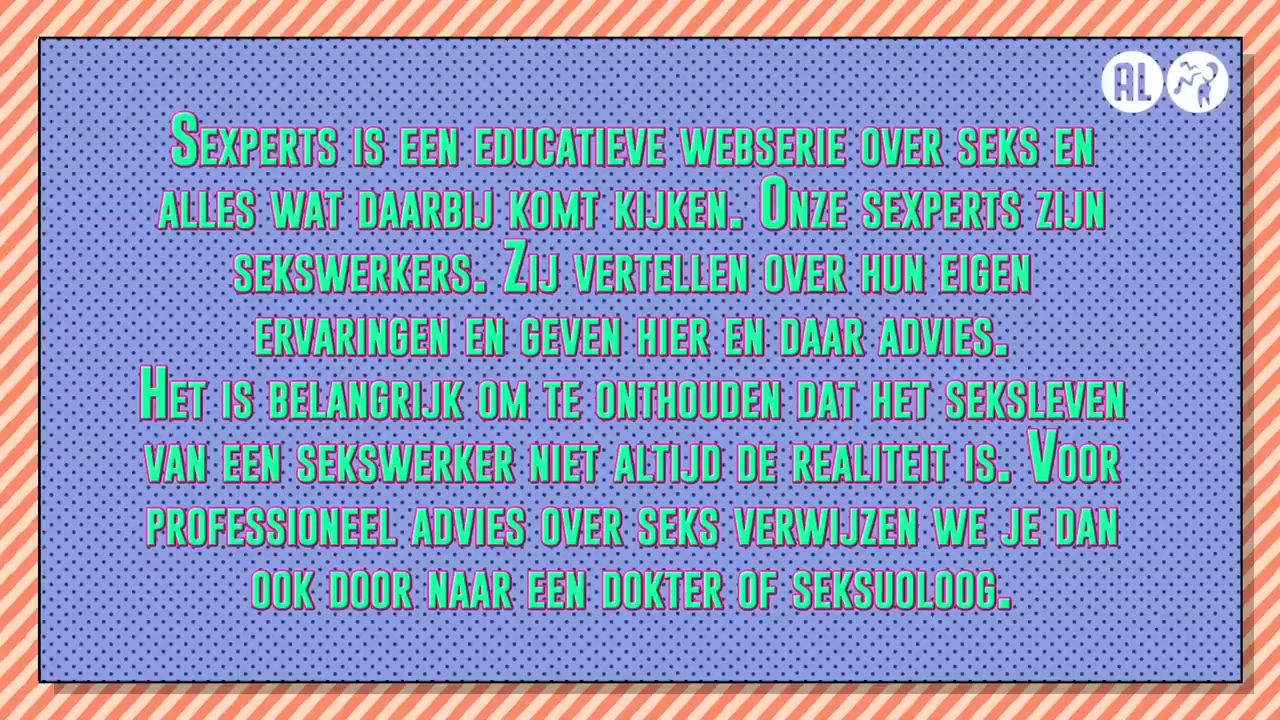 AL
Sexperts is een educatieve webserie over seks en
alles wat daarbij komt kijken. Onze sexperts zijn
sekswerkers. Zij vertellen over hun eigen
ervaringen en geven hier en daar advies.
Het is belangrijk om te onthouden dat het seksleven
van een sekswerker niet altijd de realiteit is. Voor
professioneel advies over seks verwijzen we je dan
ook door naar een dokter of seksuoloog.